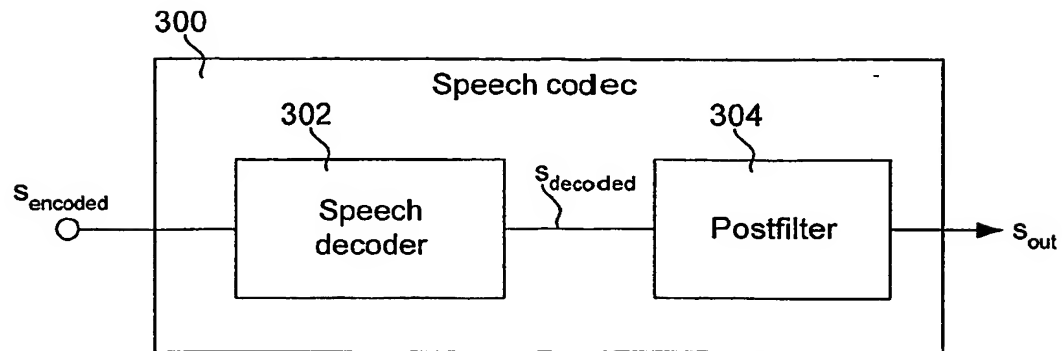 300
Speech codec
302
304
s_encoded
Speech
decoder
s_decoded
Postfilter
s_out